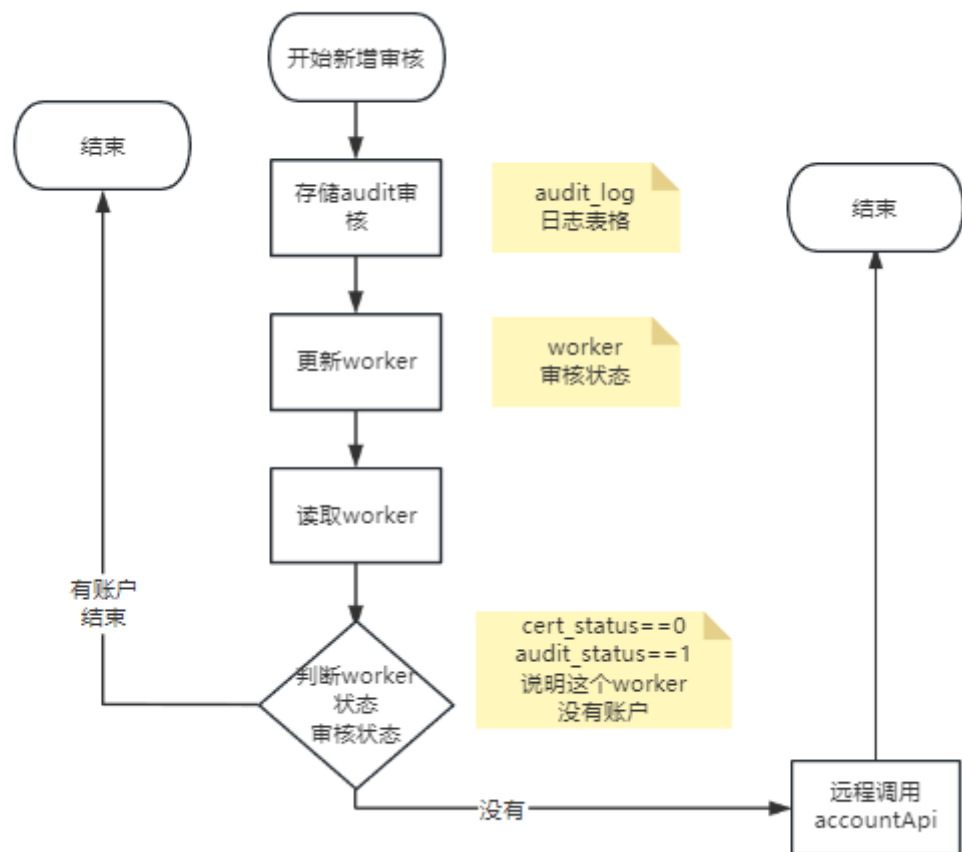 开始新增审核
结束
存储audit审
核
audit_log
日志表格
结束
更新worker
worker
审核状态
读取worker
有账户
结束
判断worker
状态
审核状态
cert_status==0
audit_status==1
说明这个worker
没有账户
没有
远程调用
accountApi